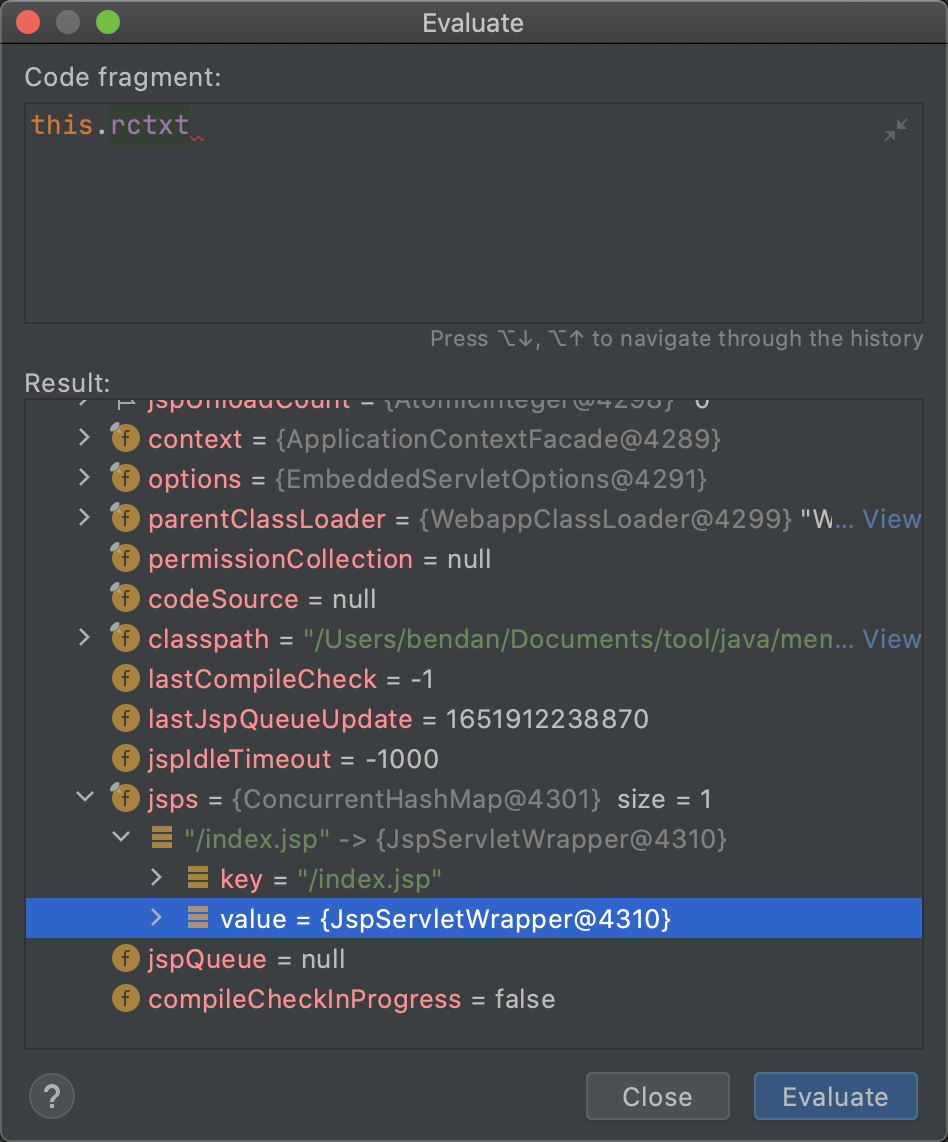 Evaluate
Code fragment:
this.rctxt
Press ⌥↓, ⌥↑ to navigate through the history
Result:
jspUnloadCount = {AtomicInteger@4298} "0"
context = {ApplicationContextFacade@4289}
options = {EmbeddedServletOptions@4291}
parentClassLoader = {WebappClassLoader@4299} "W... View
permissionCollection = null
codeSource = null
classpath = "/Users/bendan/Documents/tool/java/men... View
lastCompileCheck = -1
lastJspQueueUpdate = 1651912238870
jspIdleTimeout = -1000
jsps = {ConcurrentHashMap@4301} size = 1
"/index.jsp" -> {JspServletWrapper@4310}
key = "/index.jsp"
value = {JspServletWrapper@4310}
jspQueue = null
compileCheckInProgress = false
?
Close
Evaluate